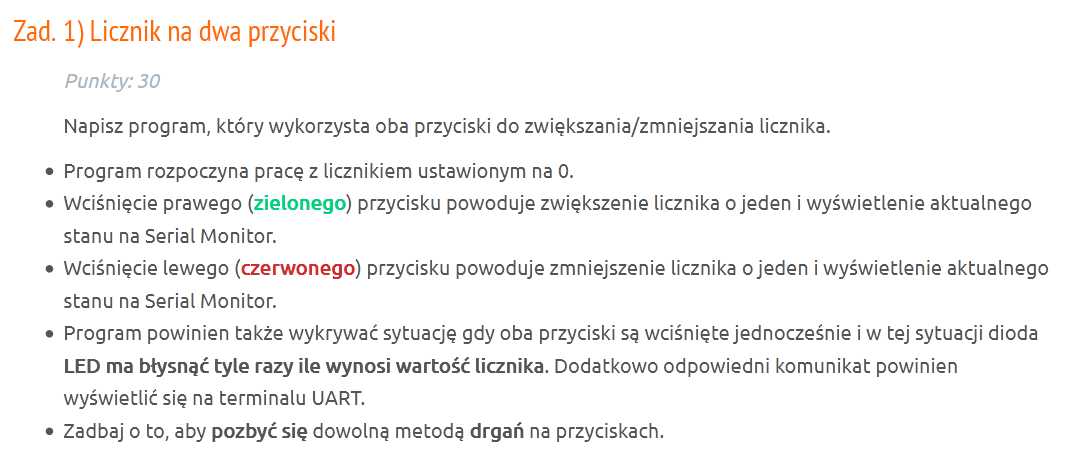 Zad. 1) Licznik na dwa przyciski
Punkty: 30
Napisz program, który wykorzysta oba przyciski do zwiększania/zmniejszania licznika.
• Program rozpoczyna pracę z licznikiem ustawionym na 0.
• Wciśnięcie prawego (zielonego) przycisku powoduje zwiększenie licznika o jeden i wyświetlenie aktualnego
stanu na Serial Monitor.
• Wciśnięcie lewego (czerwonego) przycisku powoduje zmniejszenie licznika o jeden i wyświetlenie aktualnego
stanu na Serial Monitor.
• Program powinien także wykrywać sytuację gdy oba przyciski są wciśnięte jednocześnie i w tej sytuacji dioda
LED ma błysnąć tyle razy ile wynosi wartość licznika. Dodatkowo odpowiedni komunikat powinien
wyświetlić się na terminalu UART.
• Zadbaj o to, aby pozbyć się dowolną metodą drgań na przyciskach.